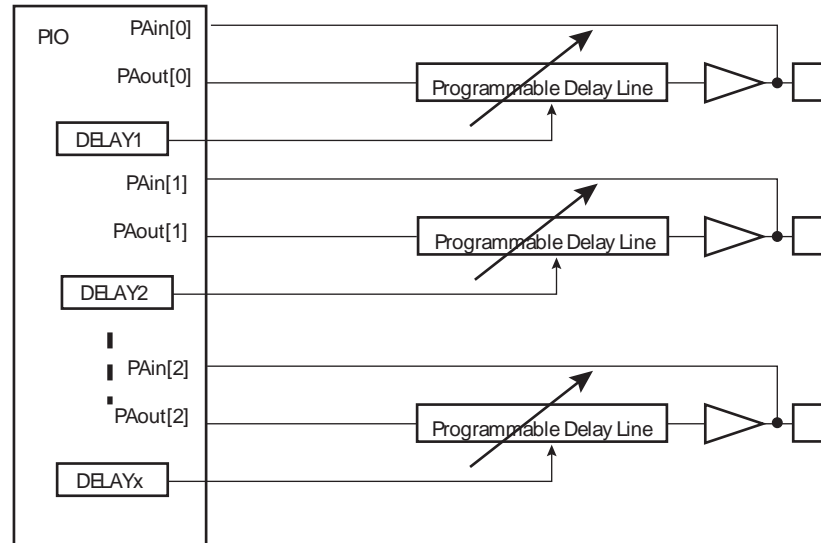 PIO
PAin[0]
PAout[0]
Programmable Delay Line
DELAY1
PAin[1]
PAout[1]
Programmable Delay Line
DELAY2
PAin[2]
PAout[2]
Programmable Delay Line
DELAYx